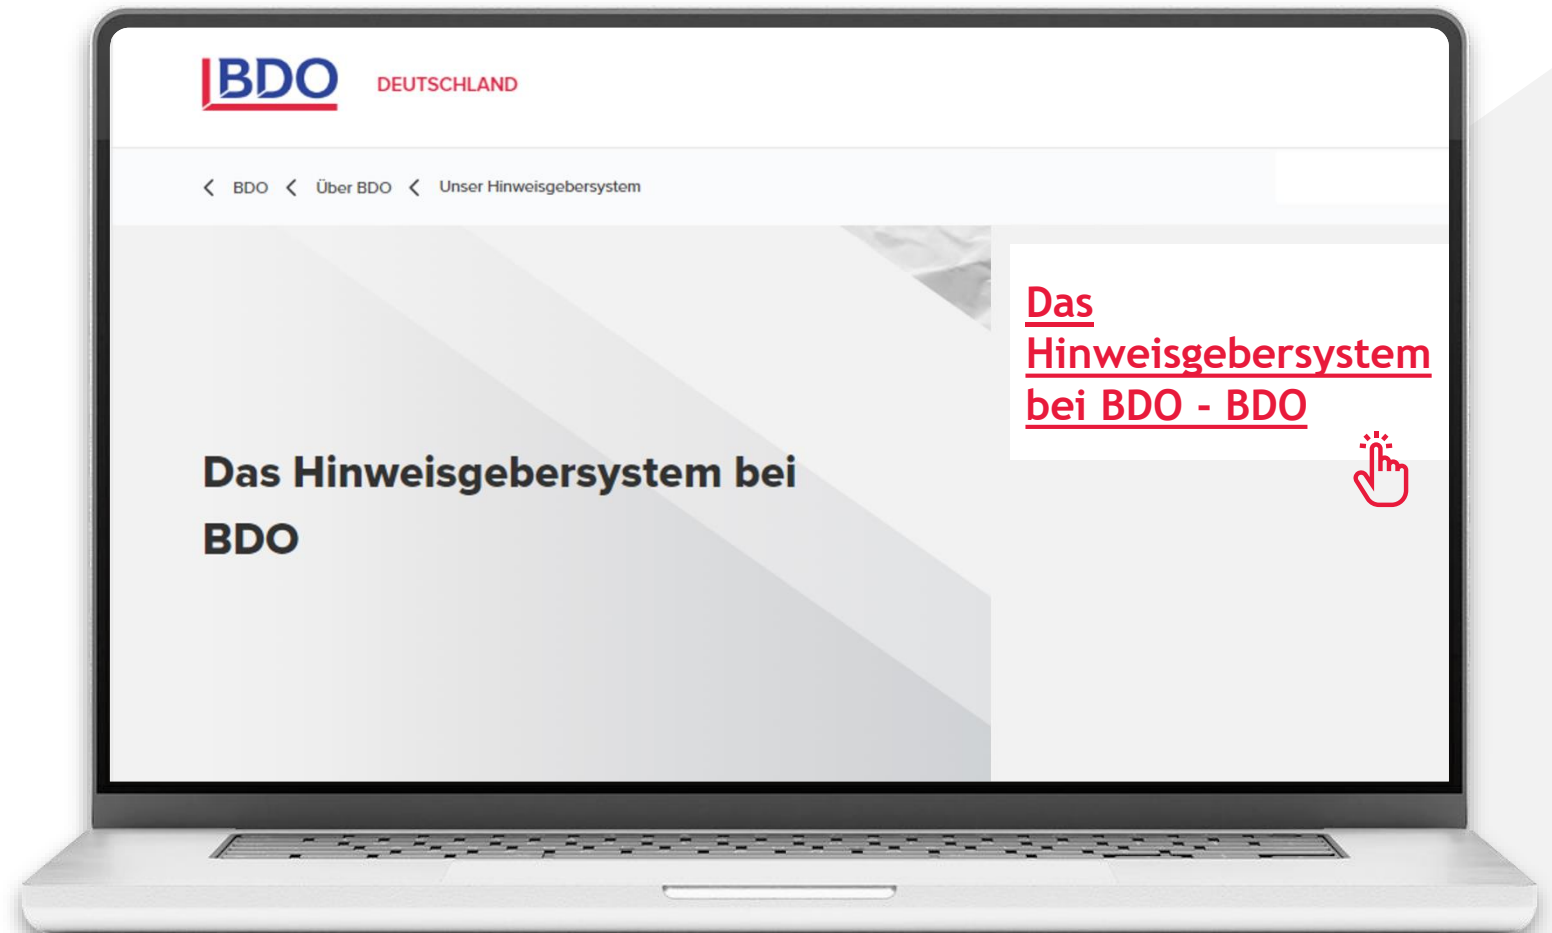 BDO DEUTSCHLAND
BDO Über BDO Unser Hinweisgebersystem
Das Hinweisgebersystem bei
BDO
Das
Hinweisgebersystem
bei BDO - BDO